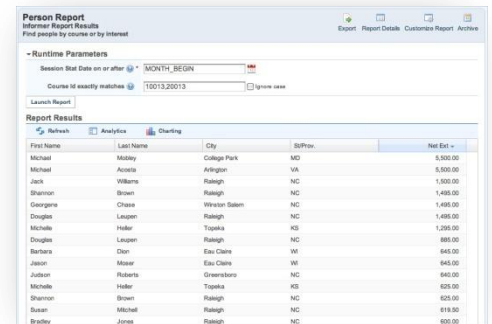 Person Report
Informer Report Results
Find people by course or by interest
Export Report Details Customize Report Archive
Runtime Parameters
Session Stat Date on or after * MONTH_BEGIN
Course Id exactly matches 10013,20013 Ignore case
Launch Report
Report Results
Refresh Analytics Charting
First Name Last Name City St/Prov. Net Ext
Michael Mobley College Park MD 5,500.00
Michael Acosta Arlington VA 5,500.00
Jack Williams Raleigh NC 1,500.00
Shannon Brown Raleigh NC 1,495.00
Georgene Chase Winston Salem NC 1,495.00
Douglas Leupen Raleigh NC 1,495.00
Michelle Heller Topeka KS 1,295.00
Douglas Leupen Raleigh NC 885.00
Barbara Dion Eau Claire WI 645.00
Jason Moser Eau Claire WI 645.00
Judson Roberts Greensboro NC 640.00
Michelle Heller Topeka KS 625.00
Shannon Brown Raleigh NC 625.00
Susan Mitchell Raleigh NC 619.50
Bradley Jones Raleigh NC 600.00